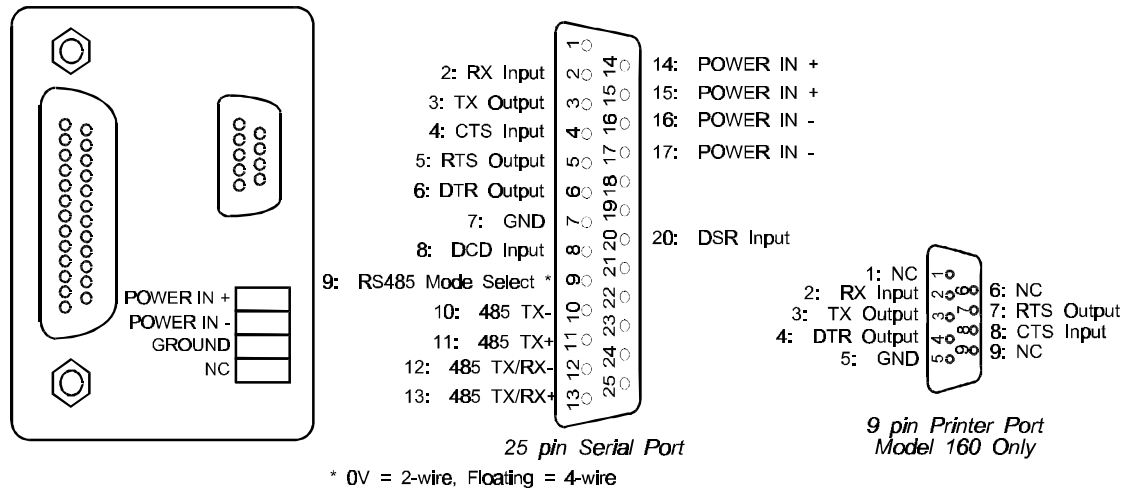 POWER IN +
POWER IN -
GROUND
NC
1
2: RX Input
3: TX Output
4: CTS Input
5: RTS Output
6: DTR Output
7: GND
8: DCD Input
9: RS485 Mode Select *
10: 485 TX-
11: 485 TX+
12: 485 TX/RX-
13: 485 TX/RX+
1
2
3
4
5
6
7
8
9
10
11
12
13
14
15
16
17
18
19
20
21
22
23
24
25
14: POWER IN +
15: POWER IN +
16: POWER IN -
17: POWER IN -
20: DSR Input
25 pin Serial Port
* 0V = 2-wire, Floating = 4-wire
1: NC
2: RX Input
3: TX Output
4: DTR Output
5: GND
1
2
3
4
5
6
7
8
9
6: NC
7: RTS Output
8: CTS Input
9: NC
9 pin Printer Port
Model 160 Only